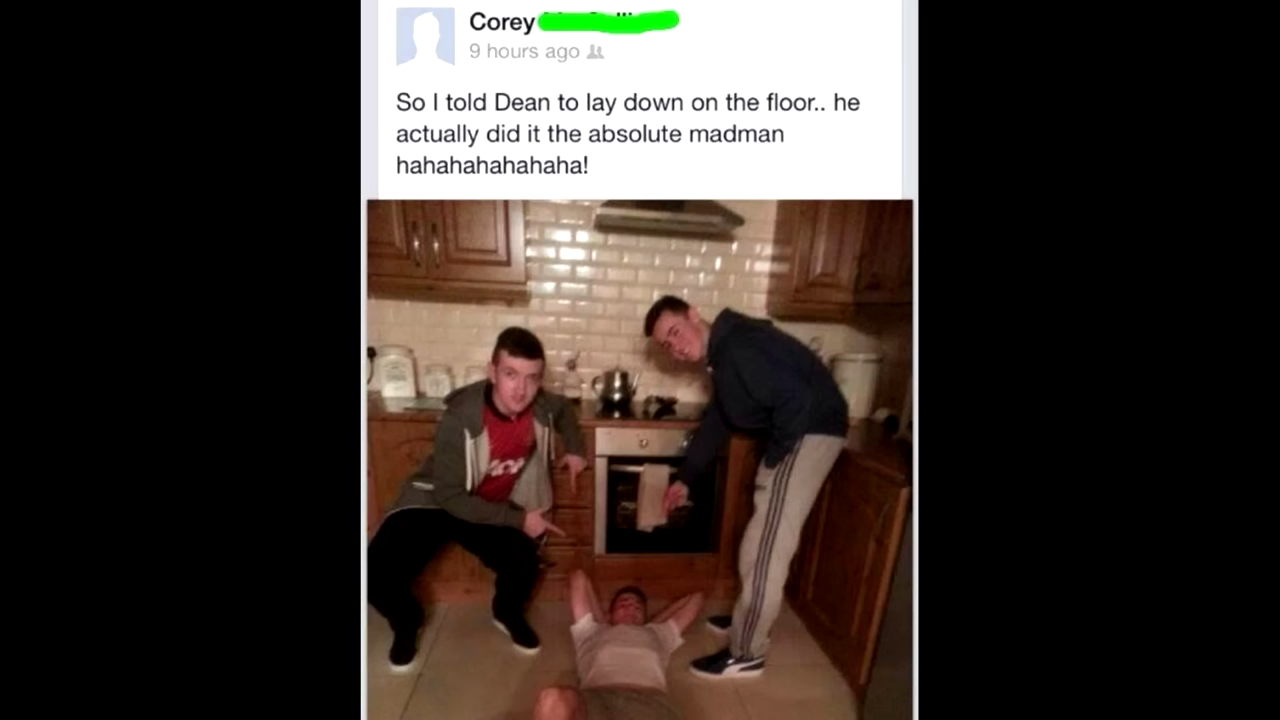 Corey
9 hours ago
So I told Dean to lay down on the floor.. he
actually did it the absolute madman
hahahahahahaha!
AON